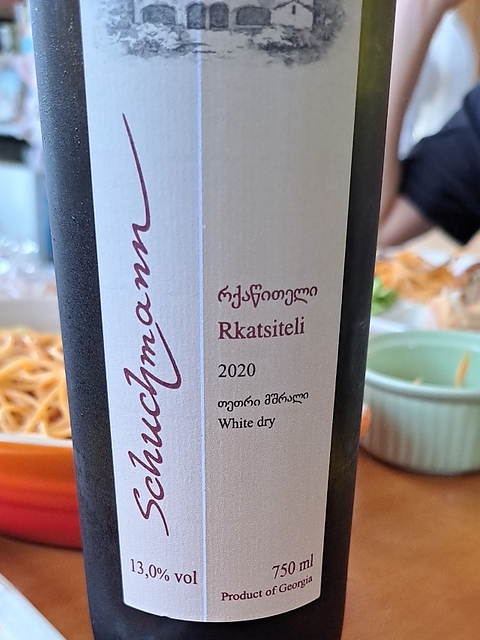 Schuchmann
რქაწითელი
Rkatsiteli
2020
თეთრი მშრალი
White dry
13,0% vol
750 ml
Product of Georgia